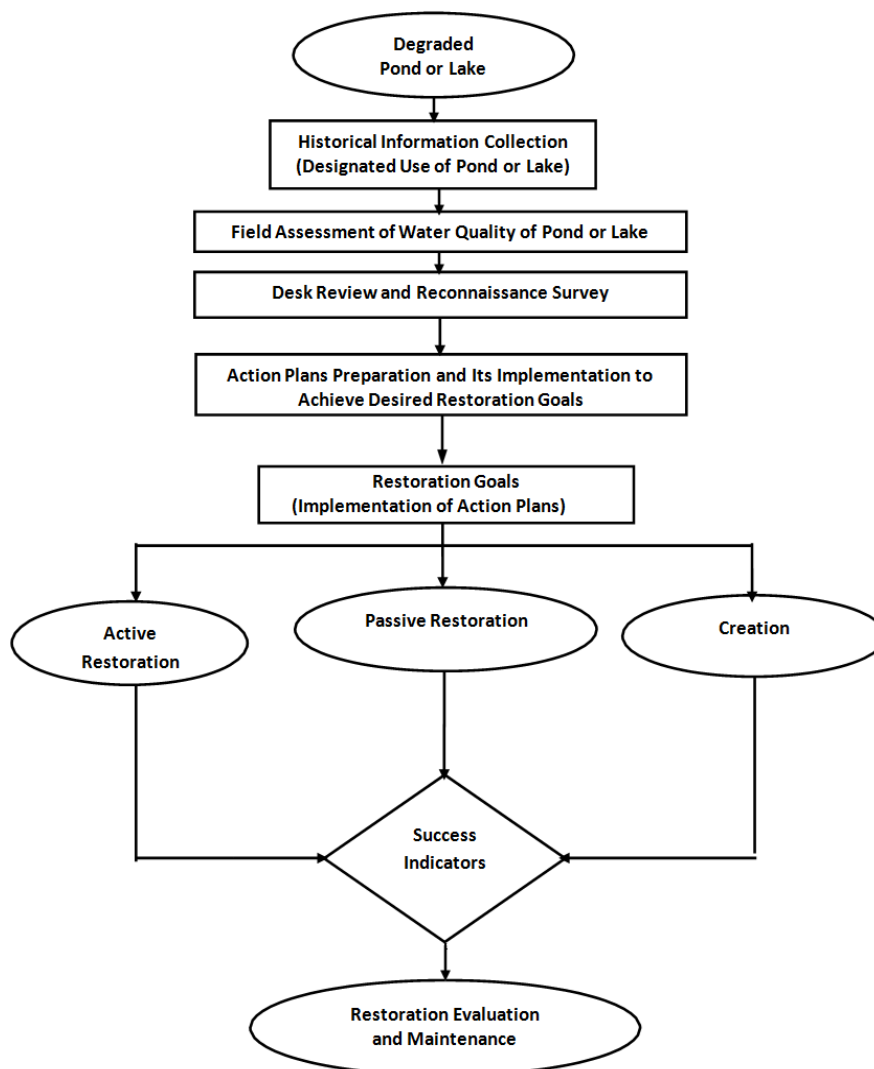 Degraded
Pond or Lake
Historical Information Collection
(Designated Use of Pond or Lake)
Field Assessment of Water Quality of Pond or Lake
Desk Review and Reconnaissance Survey
Action Plans Preparation and Its Implementation to
Achieve Desired Restoration Goals
Restoration Goals
(Implementation of Action Plans)
Active
Restoration
Passive Restoration
Creation
Success
Indicators
Restoration Evaluation
and Maintenance